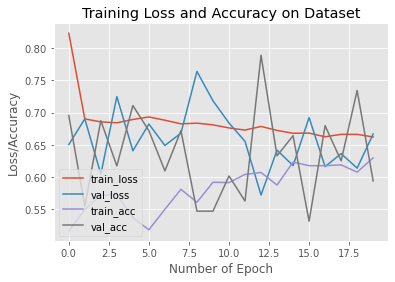 Training Loss and Accuracy on Dataset
Loss/Accuracy
0.80
0.75
0.70
0.65
0.60
0.55
train_loss
val_loss
train_acc
val_acc
0.0 2.5 5.0 7.5 10.0 12.5 15.0 17.5
Number of Epoch